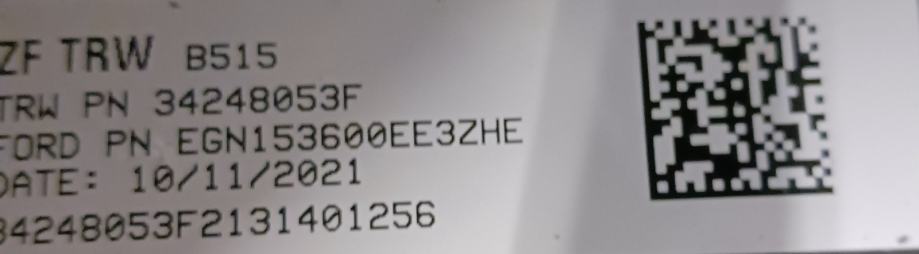 ZF TRW B515
TRW PN 34248053F
FORD PN EGN153600EE3ZHE
DATE: 10/11/2021
34248053F2131401256